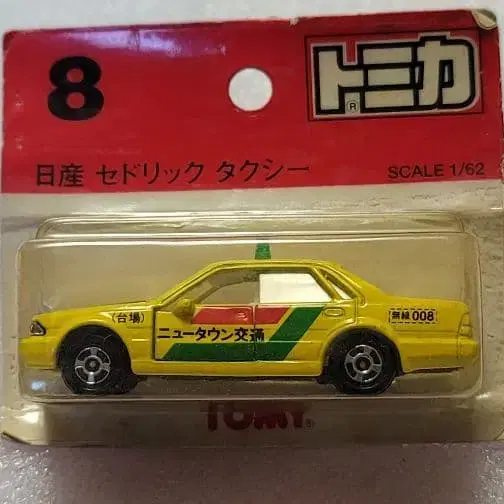 8
トミカ
®
日産 セドリック タクシー
SCALE 1/62
(台場)
ニュータウン交通
無線 008
TOMY®